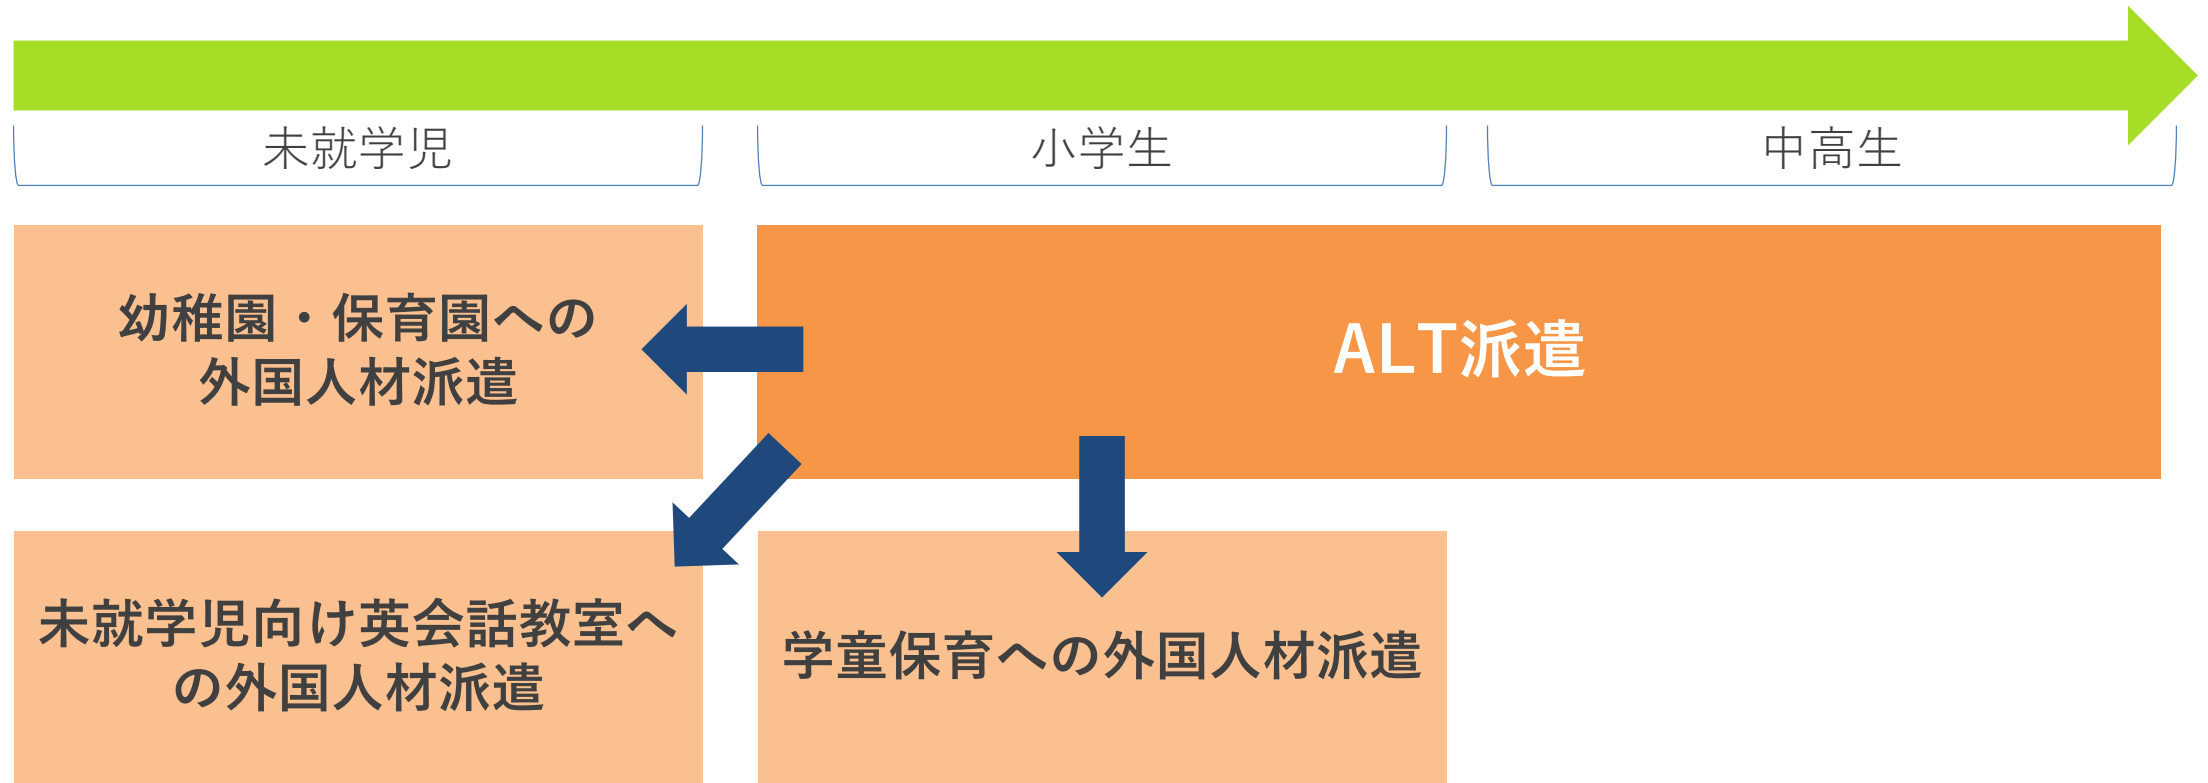 未就学児
小学生
中高生
幼稚園・保育園への
外国人材派遣
ALT派遣
未就学児向け英会話教室へ
の外国人材派遣
学童保育への外国人材派遣